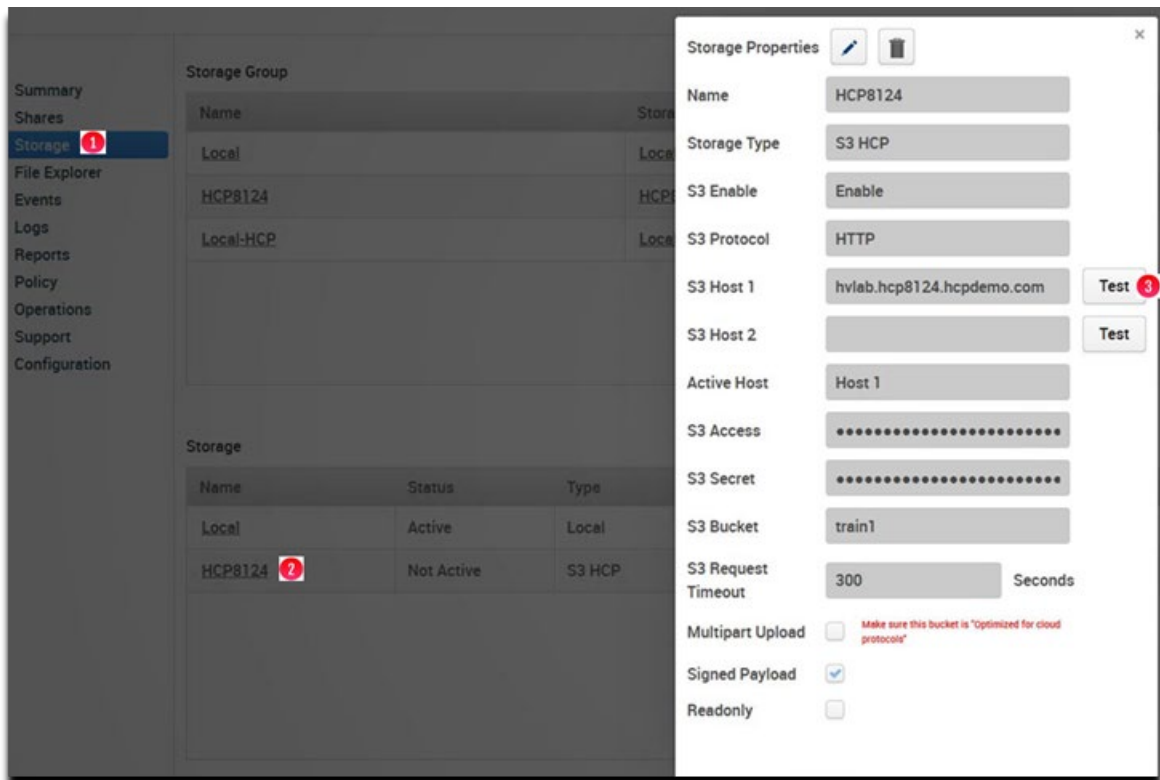 Summary
Shares
Storage 1
File Explorer
Events
Logs
Reports
Policy
Operations
Support
Configuration
Storage Group
Name
Local
HCP8124
Local-HCP
Storage
Name Status Type
Local Active Local
HCP8124 2 Not Active S3 HCP
Storage Properties
×
Name HCP8124
Storage Type S3 HCP
S3 Enable Enable
S3 Protocol HTTP
S3 Host 1 hvlab.hcp8124.hcpdemo.com Test 3
S3 Host 2 Test
Active Host Host 1
S3 Access ••••••••••••••••••••••••
S3 Secret ••••••••••••••••••••••••
S3 Bucket train1
S3 Request
Timeout 300 Seconds
Multipart Upload Make sure this bucket is "Optimized for cloud
protocols"
Signed Payload
Readonly